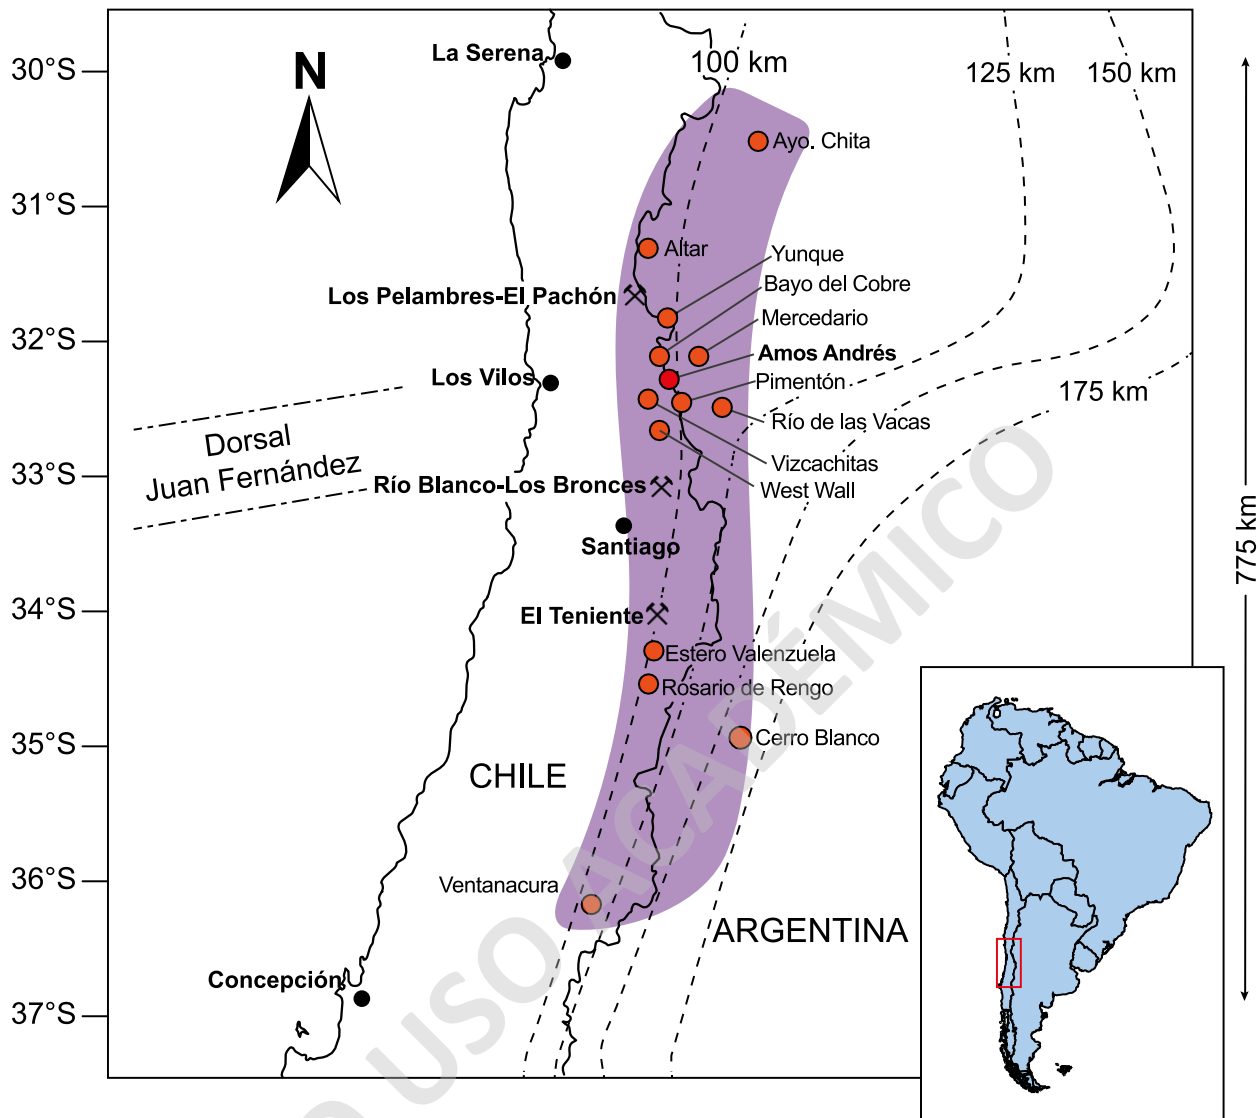 La Serena
30°S
N
100 km
125 km
150 km
Ayo. Chita
31°S
Altar
Yunque
Bayo del Cobre
Los Pelambres-El Pachón
Mercedario
32°S
Amos Andrés
Los Vilos
Pimentón
175 km
Río de las Vacas
Dorsal
Juan Fernández
Vizcachitas
33°S
Río Blanco-Los Bronces
West Wall
Santiago
775 km
34°S
El Teniente
Estero Valenzuela
Rosario de Rengo
35°S
Cerro Blanco
CHILE
36°S
Ventanacura
ARGENTINA
Concepción
37°S
USO ACADÉMICO